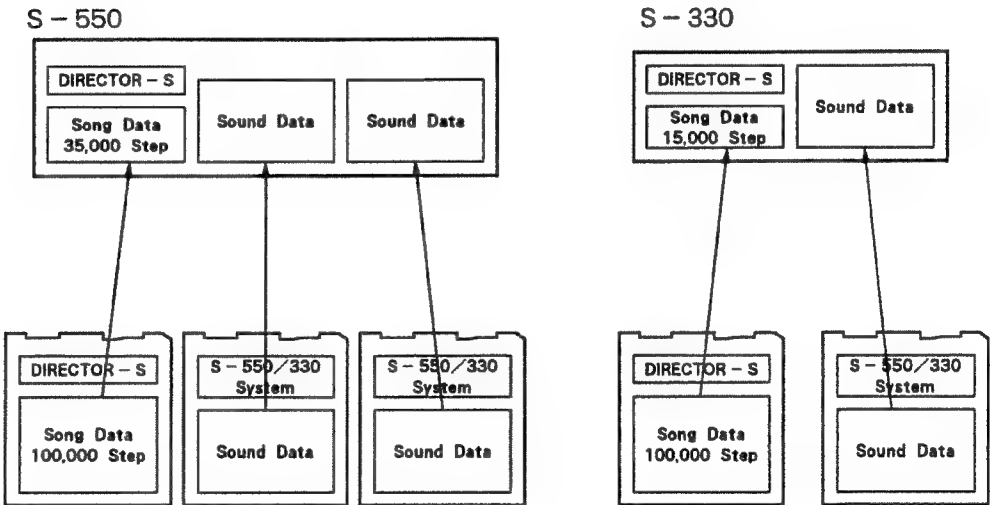 S-550
S-330
DIRECTOR-S
Song Data
35,000 Step
Sound Data
Sound Data
DIRECTOR-S
Song Data
15,000 Step
Sound Data
DIRECTOR-S
Song Data
100,000 Step
S-550/330
System
Sound Data
S-550/330
System
Sound Data
DIRECTOR-S
Song Data
100,000 Step
S-550/330
System
Sound Data